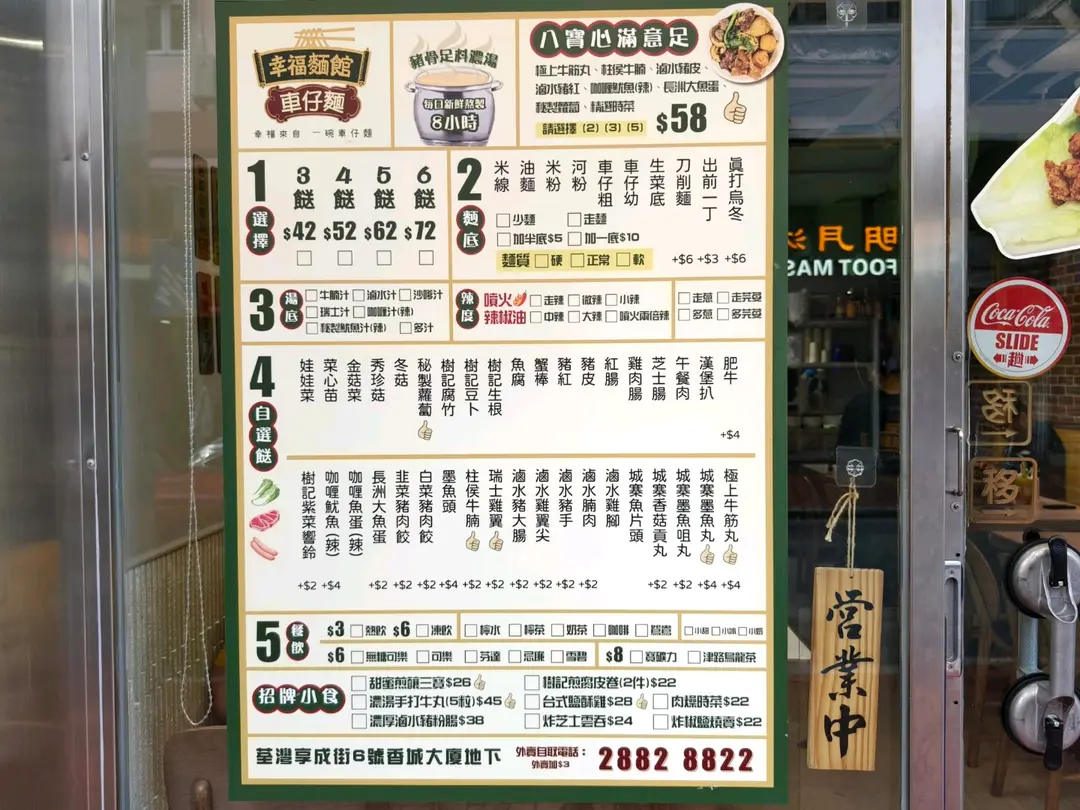 幸福麵館
車仔麵
幸福來自 一碗車仔麵
豬骨足料濃湯
每日新鮮熬製
8小時
八寶心滿意足
極上牛筋丸、柱侯牛腩、滷水豬皮、
滷水豬紅、咖喱魷魚(辣)、長洲大魚蛋、
秘製蘿蔔、精選時菜
請選擇 (2) (3) (5)
$58
1 選擇
3餸 4餸 5餸 6餸
$42 $52 $62 $72
2 麵底
米線 油麵 米粉 河粉 車仔粗 車仔幼 生菜底 刀削麵 出前一丁 真打烏冬
+$6 +$3 +$6
少麵 走麵
加半底$5 加一底$10
麵質 硬 正常 軟
3 湯底
牛腩汁 滷水汁 沙嗲汁
瑞士汁 咖喱汁(辣)
秘製魷魚汁(辣) 多汁
辣度
噴火辣椒油
走辣 微辣 小辣
中辣 大辣 噴火兩倍辣
走蔥 走芫荽
多蔥 多芫荽
4 自選餸
娃娃菜 菜心苗 金菇菜 秀珍菇 冬菇 秘製蘿蔔 樹記腐竹 樹記豆卜 樹記生根 魚腐 蟹棒 豬紅 豬皮 紅腸 雞肉腸 芝士腸 午餐肉 漢堡扒 肥牛
+$4
樹記紫菜響鈴 咖喱魷魚(辣) 咖喱魚蛋(辣) 長洲大魚蛋 韭菜豬肉餃 白菜豬肉餃 墨魚頭 柱侯牛腩 瑞士雞翼 滷水豬大腸 滷水雞翼尖 滷水豬手 滷水腩肉 滷水雞腳 城寨魚片頭 城寨香菇貢丸 城寨墨魚咀丸 城寨墨魚丸 極上牛筋丸
+$2 +$4 +$2 +$2 +$2 +$4 +$2 +$2 +$2 +$2 +$2 +$2 +$2 +$2 +$4 +$4
5 餐飲
$3 熱飲 $6 凍飲 檸水 檸茶 奶茶 咖啡 鴛鴦 小甜 小冰
$6 無糖可樂 可樂 芬達 忌廉 雪碧 $8 寶礦力 津路烏龍茶
招牌小食
甜蜜煎釀三寶$26 樹記煎腐皮卷(2件)$22
濃湯手打牛丸(5粒)$45 台式鹽酥雞$28 肉燥時菜$22
濃厚滷水豬粉腸$38 炸芝士雲吞$24 炸椒鹽燒賣$22
荃灣享成街6號香城大廈地下
外賣自取電話：
外賣加$3
2882 8822
明月
FOOT MAS
Coca-Cola
SLIDE
趟
移
移
營業中